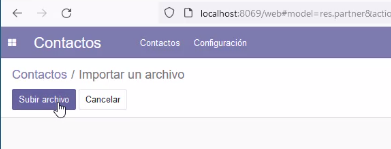 localhost:8069/web#model=res.partner&actio
Contactos Contactos Configuración
Contactos / Importar un archivo
Subir archivo Cancelar